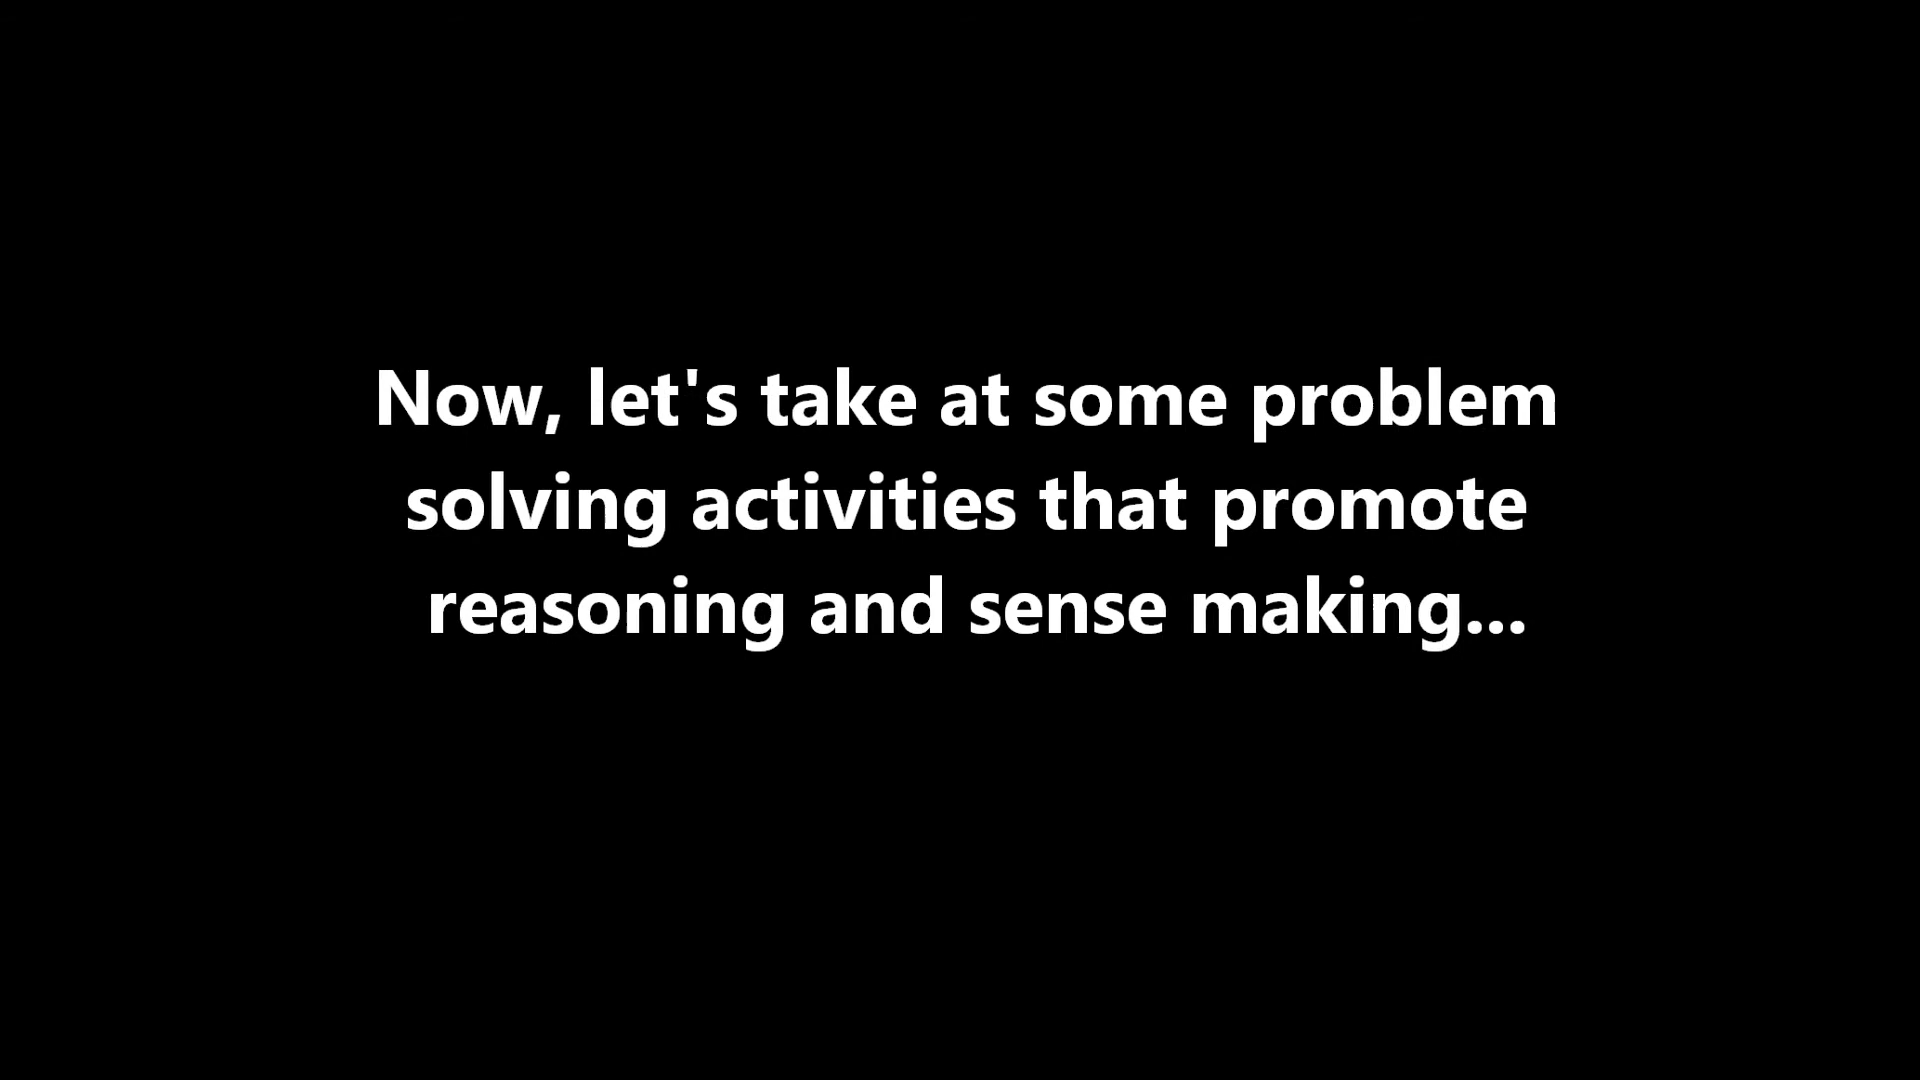 Now, let's take at some problem
solving activities that promote
reasoning and sense making...